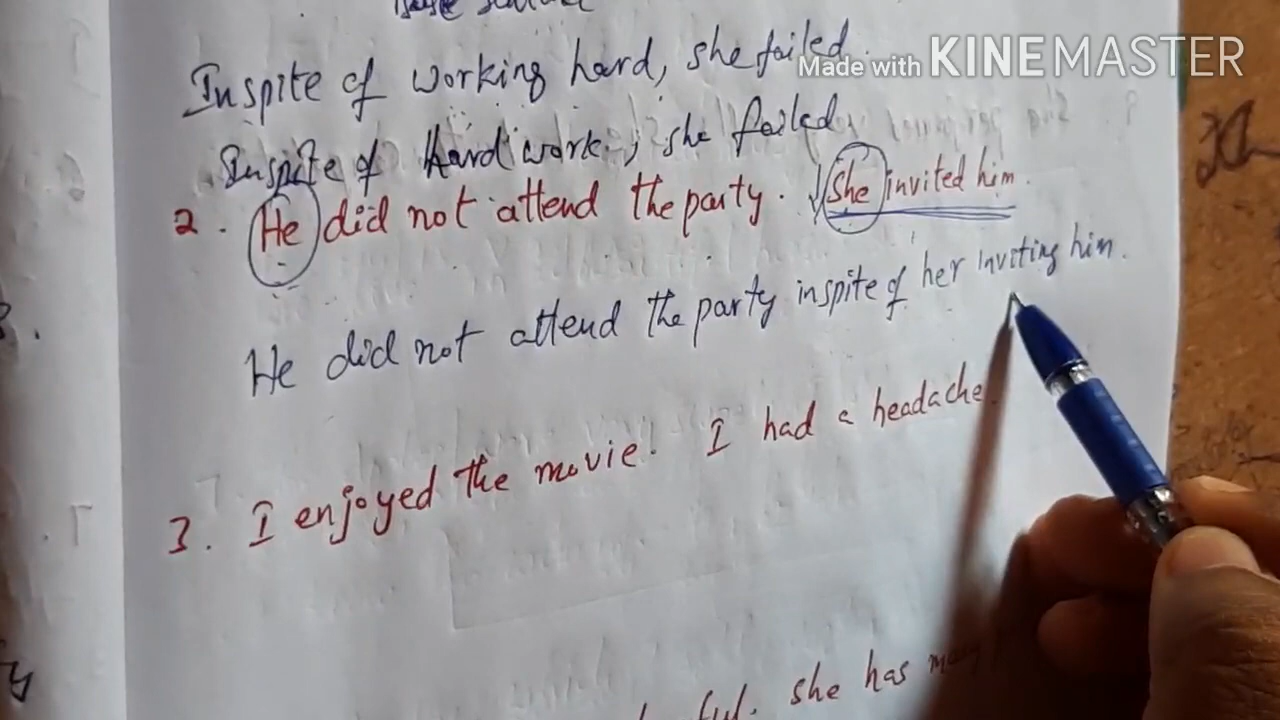 Inspite of working hard, she failed.
Made with KINEMASTER
Inspite of Hard work, she failed
2. He did not attend the party. She invited him.
He did not attend the party inspite of her inviting him.
3. I enjoyed the movie. I had a headache.
she has